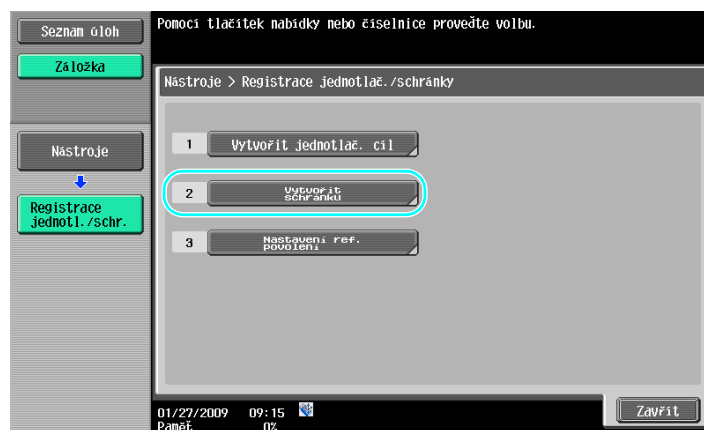 Seznam úloh
Záložka
Pomocí tlačítek nabídky nebo číselnice proveďte volbu.
Nástroje > Registrace jednotlač./schránky
Nástroje
Registrace
jednotl./schr.
1 Vytvořit jednotlač. cíl
2 Vytvořit
schránku
3 Nastavení ref.
povolení
01/27/2009 09:15
Paměť 0%
Zavřít